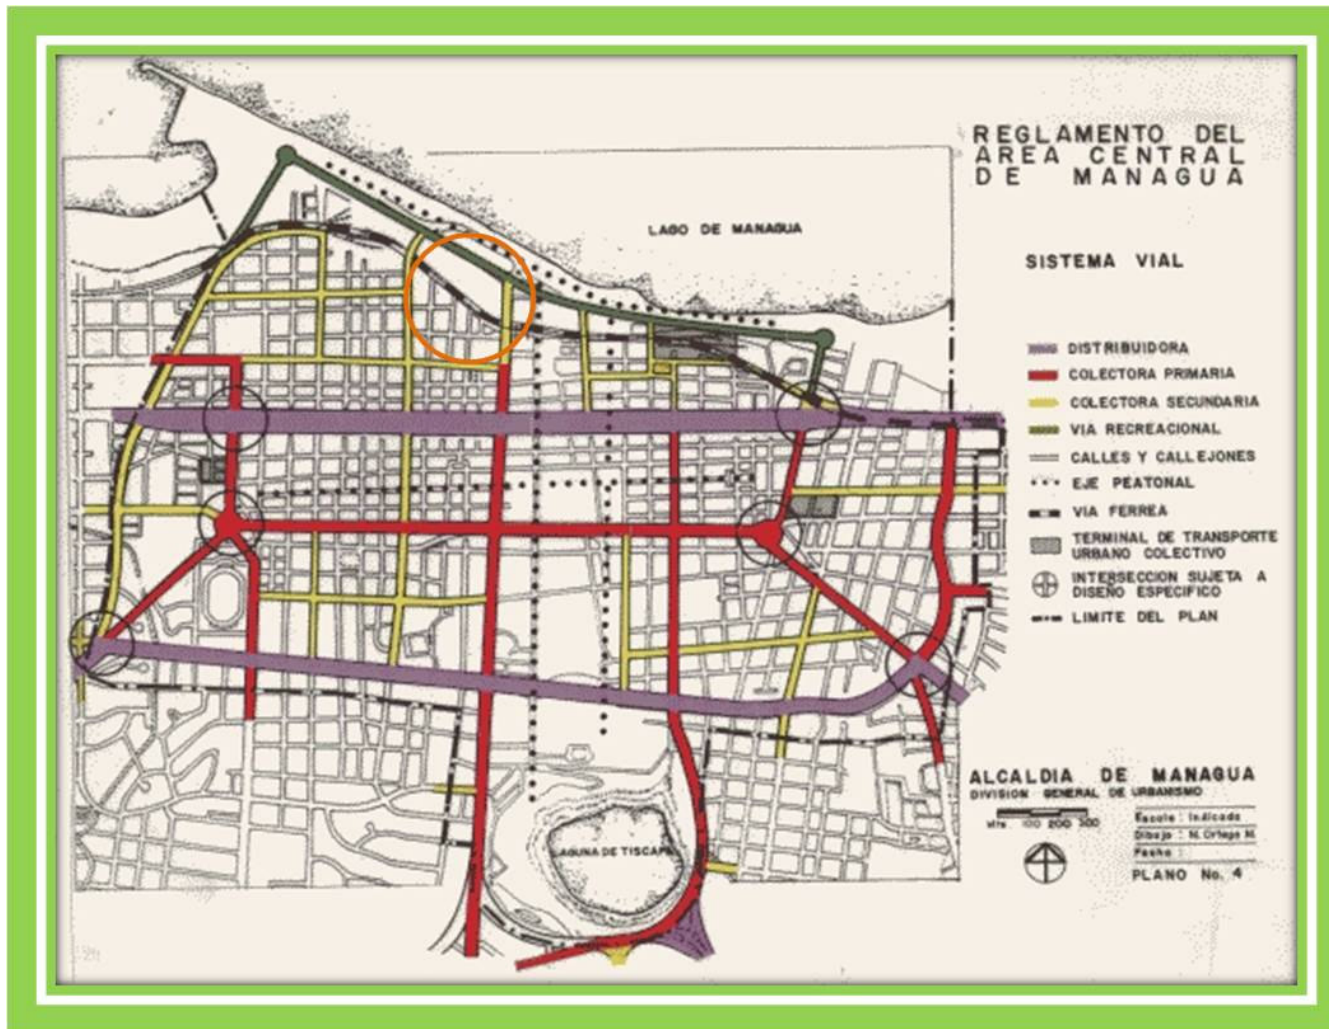 REGLAMENTO DEL
AREA CENTRAL
DE MANAGUA
LAGO DE MANAGUA
SISTEMA VIAL
DISTRIBUIDORA
COLECTORA PRIMARIA
COLECTORA SECUNDARIA
VIA RECREACIONAL
CALLES Y CALLEJONES
EJE PEATONAL
VIA FERREA
TERMINAL DE TRANSPORTE
URBANO COLECTIVO
INTERSECCION SUJETA A
DISEÑO ESPECIFICO
LIMITE DEL PLAN
ALCALDIA DE MANAGUA
DIVISION GENERAL DE URBANISMO
Mts. 100 200 300
Escala : Indicada
Dibujo : M. Ortega M.
Fecha :
PLANO No. 4
LAGUNA DE TISCAPA